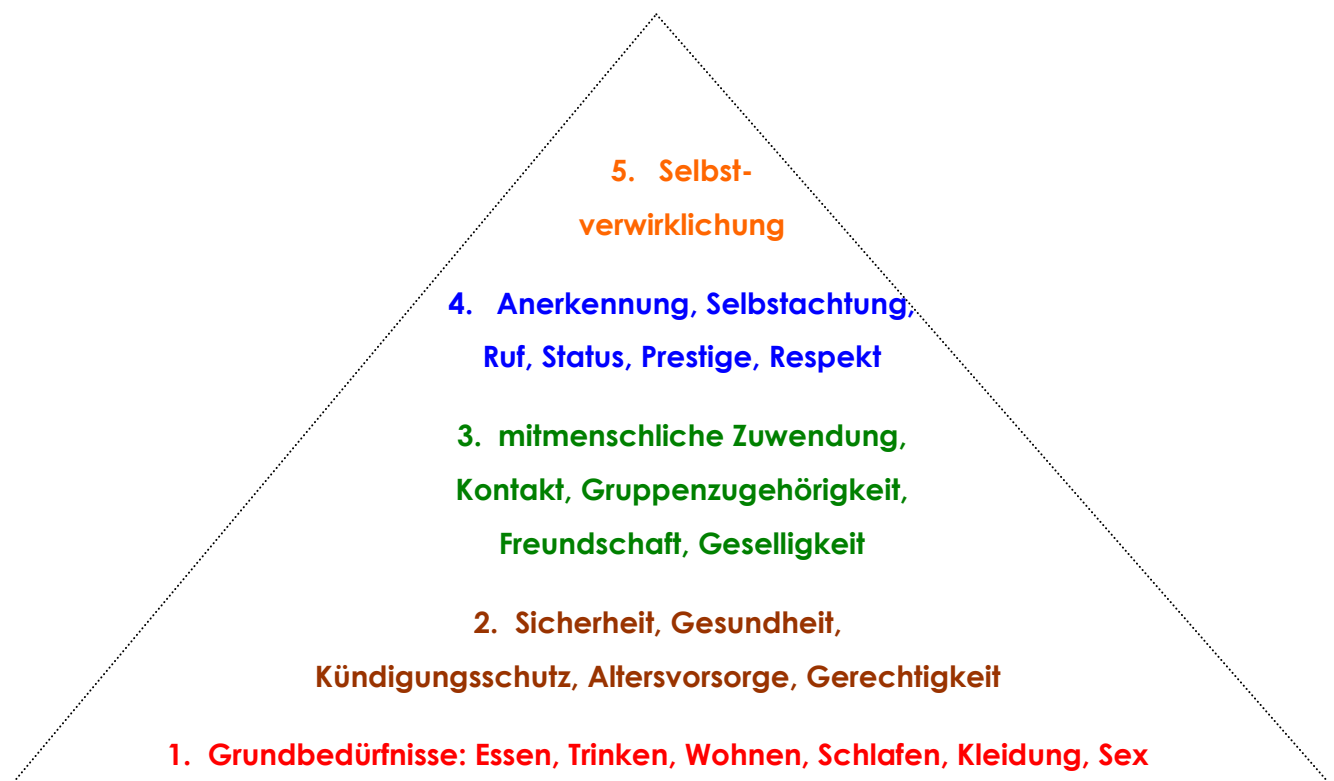 5. Selbst-
verwirklichung
4. Anerkennung, Selbstachtung,
Ruf, Status, Prestige, Respekt
3. mitmenschliche Zuwendung,
Kontakt, Gruppenzugehörigkeit,
Freundschaft, Geselligkeit
2. Sicherheit, Gesundheit,
Kündigungsschutz, Altersvorsorge, Gerechtigkeit
1. Grundbedürfnisse: Essen, Trinken, Wohnen, Schlafen, Kleidung, Sex